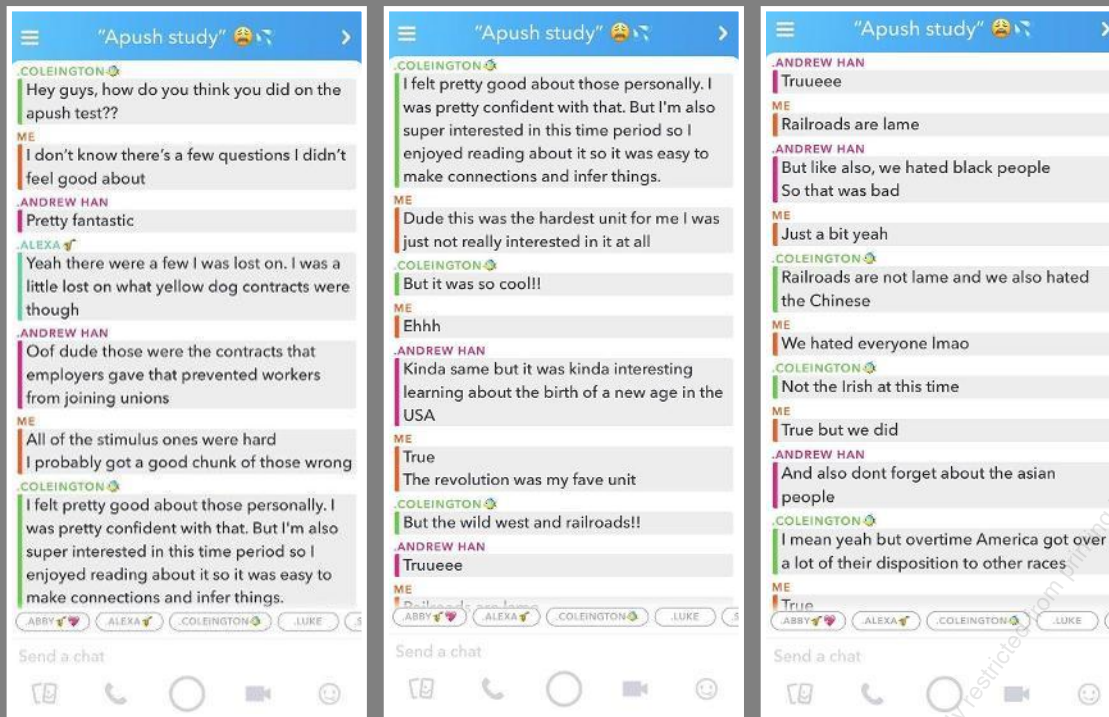 "Apush study" 😩💦
.COLEINGTON
Hey guys, how do you think you did on the
apush test??
ME
I don't know there's a few questions I didn't
feel good about
.ANDREW HAN
Pretty fantastic
.ALEXA🎷
Yeah there were a few I was lost on. I was a
little lost on what yellow dog contracts were
though
.ANDREW HAN
Oof dude those were the contracts that
employers gave that prevented workers
from joining unions
ME
All of the stimulus ones were hard
I probably got a good chunk of those wrong
.COLEINGTON
I felt pretty good about those personally. I
was pretty confident with that. But I'm also
super interested in this time period so I
enjoyed reading about it so it was easy to
make connections and infer things.
.ABBY🎷💖 .ALEXA🎷 .COLEINGTON .LUKE
Send a chat
"Apush study" 😩💦
.COLEINGTON
I felt pretty good about those personally. I
was pretty confident with that. But I'm also
super interested in this time period so I
enjoyed reading about it so it was easy to
make connections and infer things.
ME
Dude this was the hardest unit for me I was
just not really interested in it at all
.COLEINGTON
But it was so cool!!
ME
Ehhh
.ANDREW HAN
Kinda same but it was kinda interesting
learning about the birth of a new age in the
USA
ME
True
The revolution was my fave unit
.COLEINGTON
But the wild west and railroads!!
.ANDREW HAN
Truueee
ME
Railroads are lame
.ABBY🎷💖 .ALEXA🎷 .COLEINGTON .LUKE
Send a chat
"Apush study" 😩💦
.ANDREW HAN
Truueee
ME
Railroads are lame
.ANDREW HAN
But like also, we hated black people
So that was bad
ME
Just a bit yeah
.COLEINGTON
Railroads are not lame and we also hated
the Chinese
ME
We hated everyone lmao
.COLEINGTON
Not the Irish at this time
ME
True but we did
.ANDREW HAN
And also dont forget about the asian
people
.COLEINGTON
I mean yeah but overtime America got over
a lot of their disposition to other races
ME
True
.ABBY🎷💖 .ALEXA🎷 .COLEINGTON .LUKE
Send a chat
restricted from printing